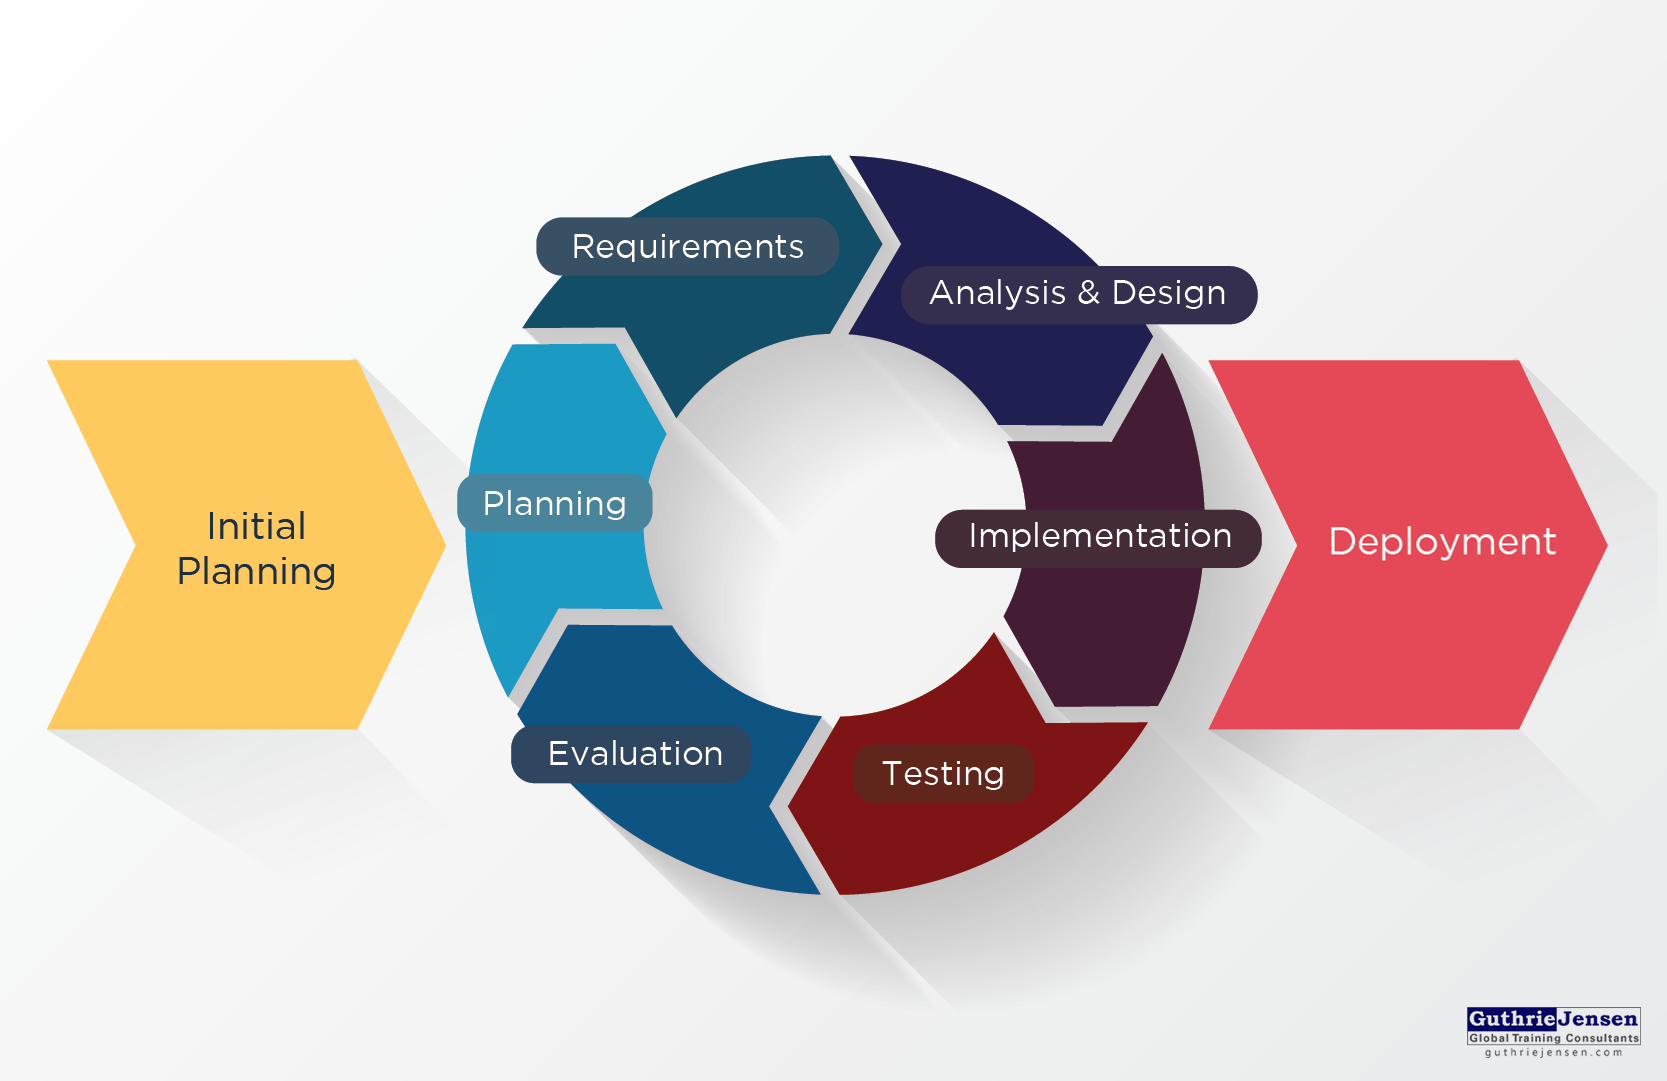 Requirements
Analysis & Design
Initial
Planning
Planning
Implementation
Deployment
Evaluation
Testing
GuthrieJensen
Global Training Consultants
guthriejensen.com